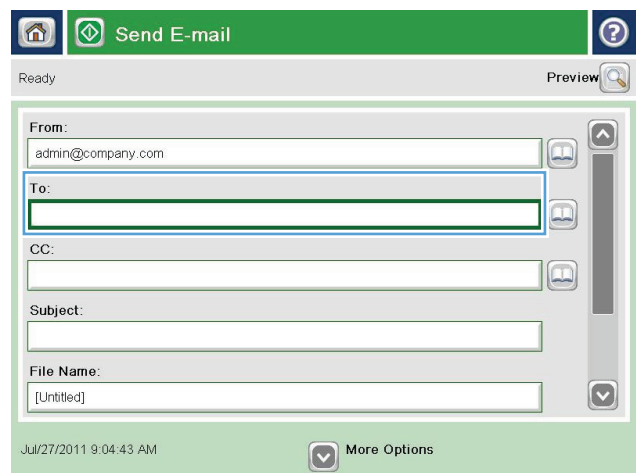 Send E-mail
?
Ready Preview
From:
admin@company.com
To:
CC:
Subject:
File Name:
[Untitled]
Jul/27/2011 9:04:43 AM More Options